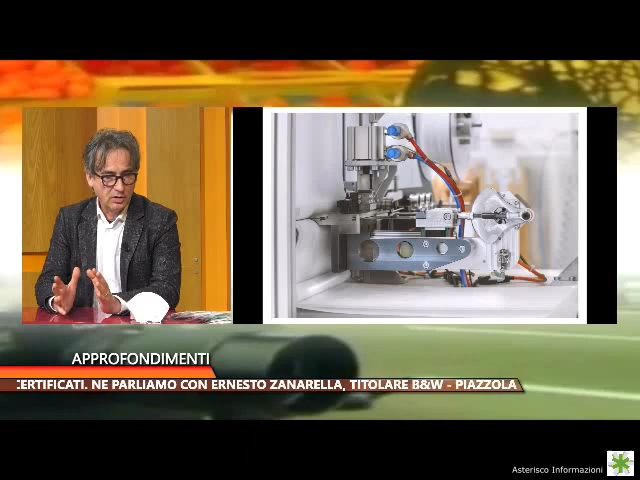 APPROFONDIMENTI
CERTIFICATI. NE PARLIAMO CON ERNESTO ZANARELLA, TITOLARE B&W - PIAZZOLA
Asterisco Informazioni